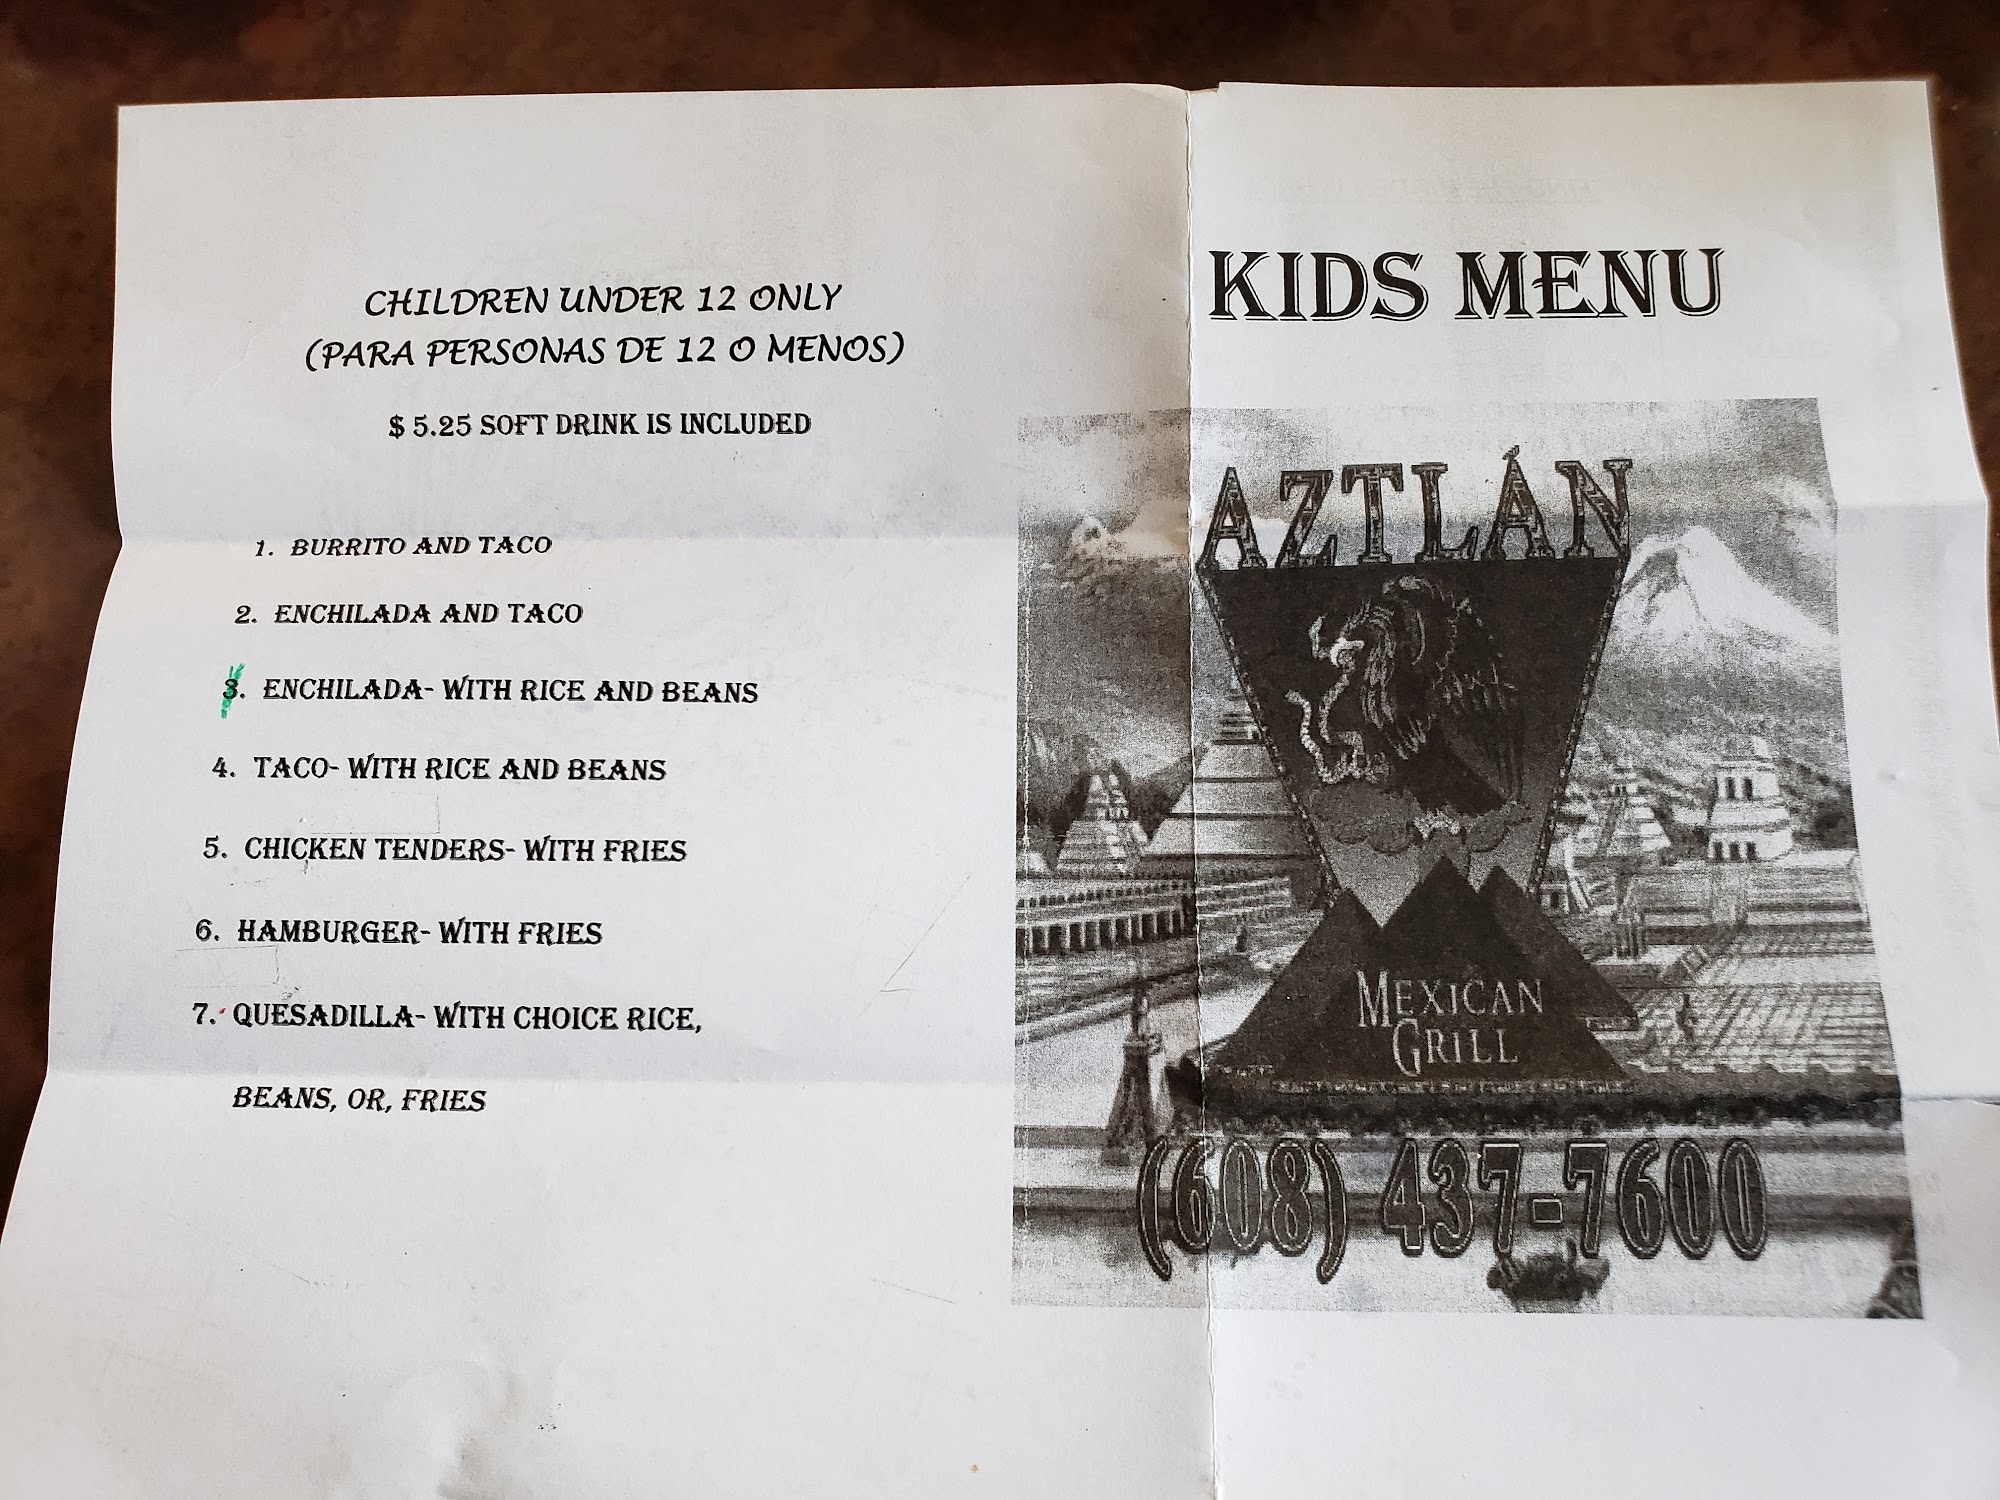 CHILDREN UNDER 12 ONLY
(PARA PERSONAS DE 12 O MENOS)
$ 5.25 SOFT DRINK IS INCLUDED
1. BURRITO AND TACO
2. ENCHILADA AND TACO
3. ENCHILADA- WITH RICE AND BEANS
4. TACO- WITH RICE AND BEANS
5. CHICKEN TENDERS- WITH FRIES
6. HAMBURGER- WITH FRIES
7. QUESADILLA- WITH CHOICE RICE,
BEANS, OR, FRIES
KIDS MENU
AZTLÁN
MEXICAN
GRILL
(608) 437-7600